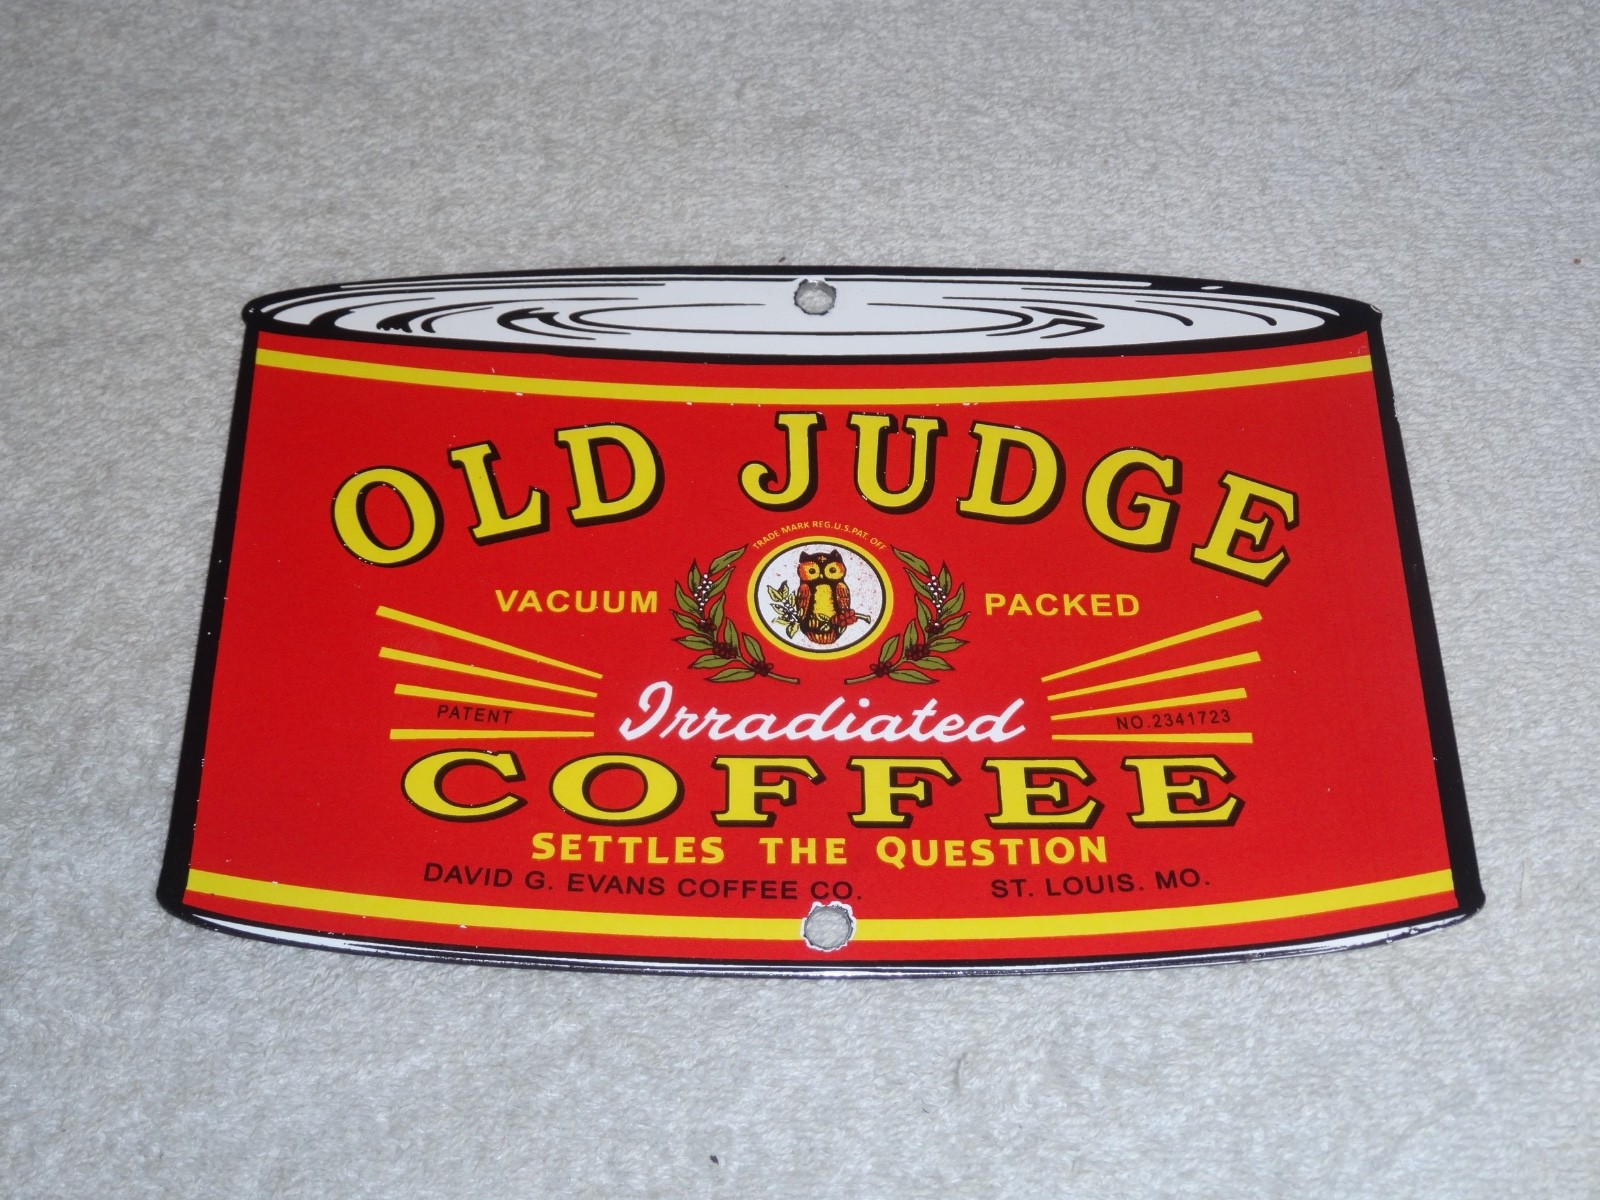 OLD JUDGE
TRADE MARK REG.U.S.PAT. OFF
VACUUM PACKED
Irradiated
PATENT NO.2341723
COFFEE
SETTLES THE QUESTION
DAVID G. EVANS COFFEE CO. ST. LOUIS. MO.